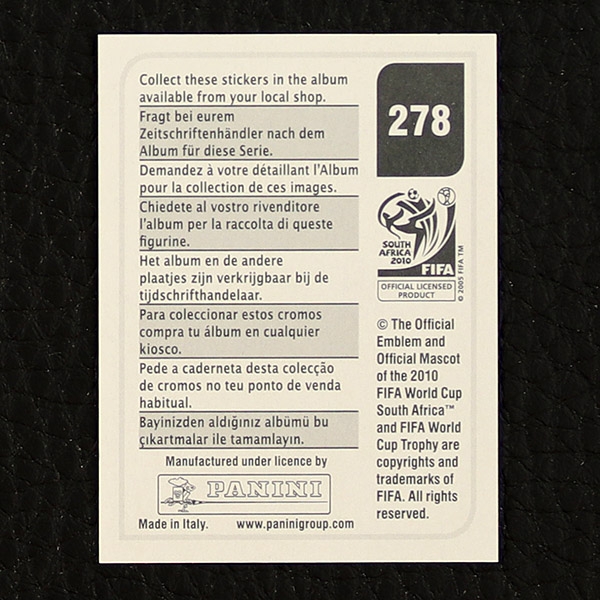 Collect these stickers in the album
available from your local shop.
Fragt bei eurem
Zeitschriftenhändler nach dem
Album für diese Serie.
Demandez à votre détaillant l'Album
pour la collection de ces images.
Chiedete al vostro rivenditore
l'album per la raccolta di queste
figurine.
Het album en de andere
plaatjes zijn verkrijgbaar bij de
tijdschrifthandelaar.
Para coleccionar estos cromos
compra tu álbum en cualquier
kiosco.
Pede a caderneta desta colecção
de cromos no teu ponto de venda
habitual.
Bayinizden aldığınız albümü bu
çıkartmalar ile tamamlayın.
Manufactured under licence by
PANINI
Made in Italy. www.paninigroup.com
278
SOUTH
AFRICA
2010
FIFA
© 2005 FIFA TM
OFFICIAL LICENSED
PRODUCT
© The Official
Emblem and
Official Mascot
of the 2010
FIFA World Cup
South Africa™
and FIFA World
Cup Trophy are
copyrights and
trademarks of
FIFA. All rights
reserved.